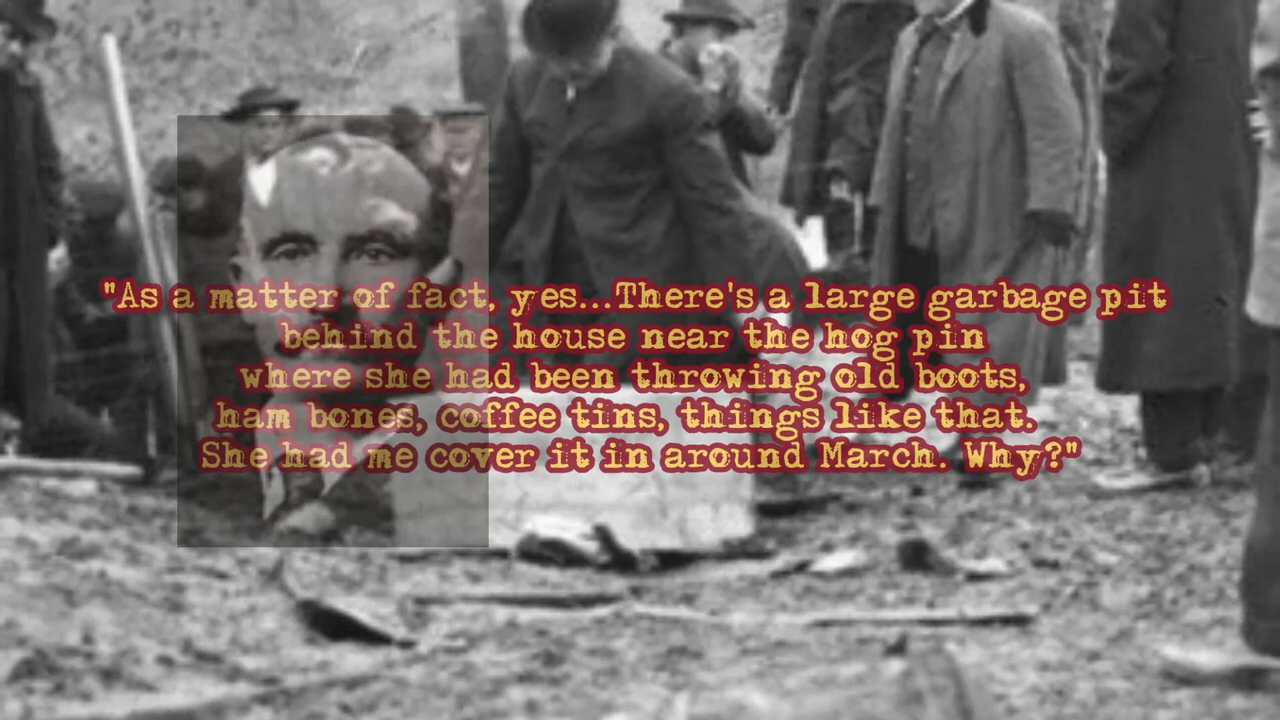 "As a matter of fact, yes...There's a large garbage pit
behind the house near the hog pin
where she had been throwing old boots,
ham bones, coffee tins, things like that.
She had me cover it in around March. Why?"